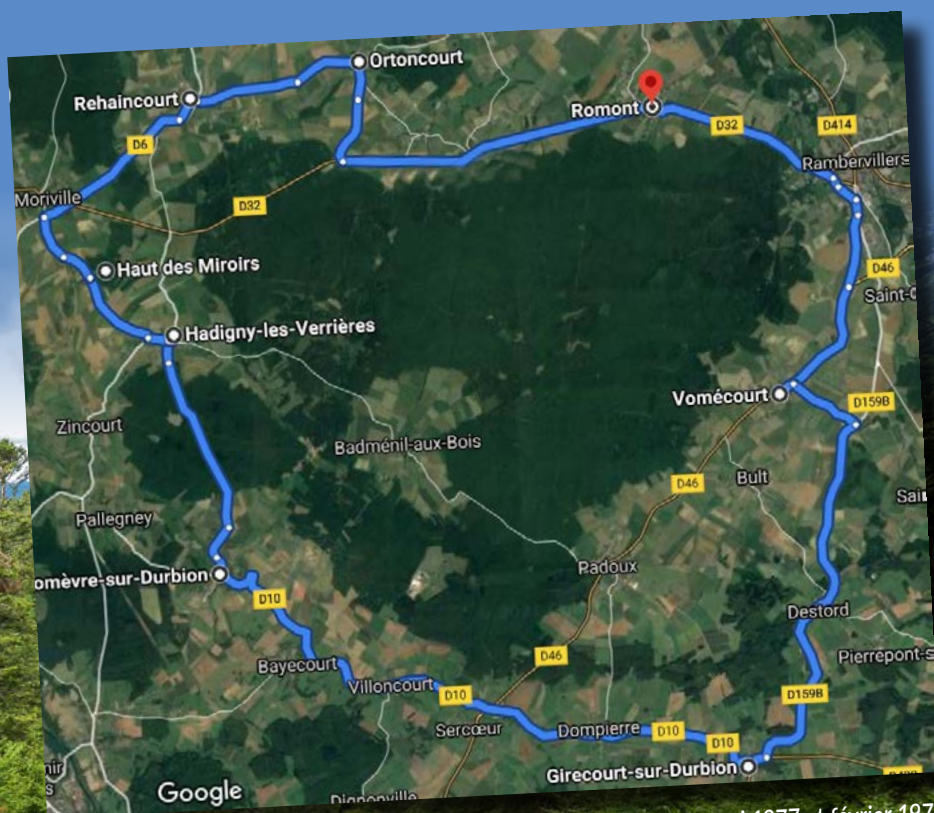 Ortoncourt
Rehaincourt
Romont
D32
D414
D6
Rambervillers
Moriville
D32
Haut des Miroirs
D46
Hadigny-les-Verrières
Vomécourt
D159B
Zincourt
Badménil-aux-Bois
Bult
D46
Pallegney
Padoux
omèvre-sur-Durbion
D10
Destord
D46
Pierrepont-s
Bayecourt
Villoncourt
D10
D159B
Sercœur
Dompierre
D10
D10
Girecourt-sur-Durbion
Google